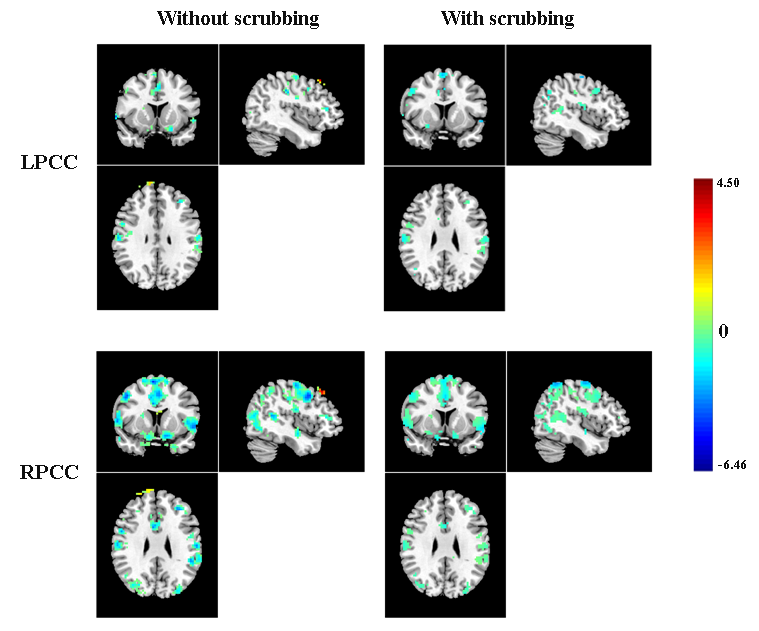 Without scrubbing
With scrubbing
LPCC
4.50
0
RPCC
-6.46